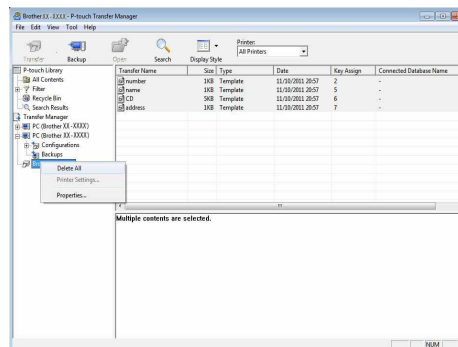 Brother XX-XXXX - P-touch Transfer Manager
File Edit View Tool Help
Transfer Backup Open Search Display Style
Printer:
All Printers
P-touch Library
All Contents
Filter
Recycle Bin
Search Results
Transfer Manager
PC (Brother XX-XXXX)
PC (Brother XX-XXXX)
Configurations
Backups
Delete All
Printer Settings...
Properties...
Transfer Name Size Type Date Key Assign Connected Database Name
number 1KB Template 11/10/2011 20:57 2 -
name 1KB Template 11/10/2011 20:57 5 -
CD 5KB Template 11/10/2011 20:57 6 -
address 1KB Template 11/10/2011 20:57 7 -
Multiple contents are selected.
NUM